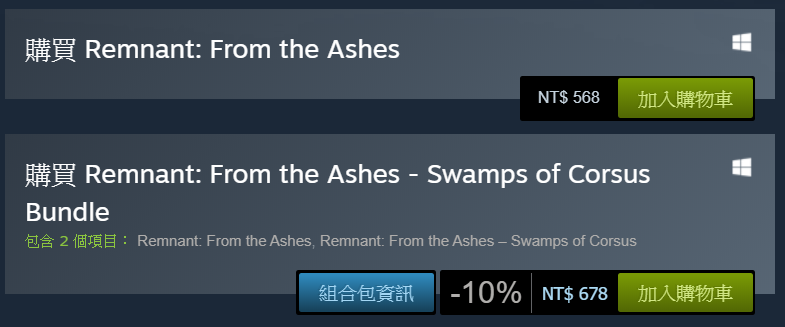 購買 Remnant: From the Ashes
NT$ 568 加入購物車
購買 Remnant: From the Ashes - Swamps of Corsus
Bundle
包含 2 個項目： Remnant: From the Ashes, Remnant: From the Ashes – Swamps of Corsus
組合包資訊 -10% NT$ 678 加入購物車